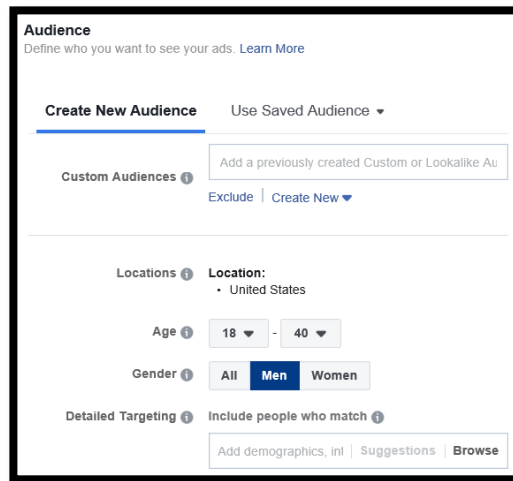 Audience
Define who you want to see your ads. Learn More
Create New Audience Use Saved Audience
Custom Audiences Add a previously created Custom or Lookalike Au
Exclude Create New
Locations Location:
• United States
Age 18 - 40
Gender All Men Women
Detailed Targeting Include people who match
Add demographics, int Suggestions Browse